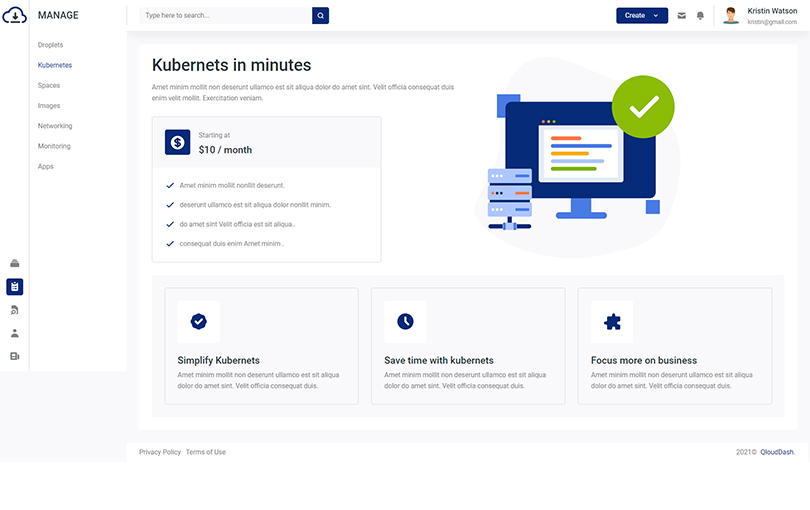 MANAGE
Type here to search...
Create
Kristin Watson
kristin@gmail.com
Droplets
Kubernetes
Spaces
Images
Networking
Monitoring
Apps
Kubernets in minutes
Amet minim mollit non deserunt ullamco est sit aliqua dolor do amet sint. Velit officia consequat duis
enim velit mollit. Exercitation veniam.
Starting at
$10 / month
Amet minim mollit nonllit deserunt.
deserunt ullamco est sit aliqua dolor nonllit minim.
do amet sint Velit officia est sit aliqua..
consequat duis enim Amet minim..
Simplify Kubernets
Amet minim mollit non deserunt ullamco est sit aliqua
dolor do amet sint. Velit officia consequat duis.
Save time with kubernets
Amet minim mollit non deserunt ullamco est sit aliqua
dolor do amet sint. Velit officia consequat duis.
Focus more on business
Amet minim mollit non deserunt ullamco est sit aliqua
dolor do amet sint. Velit officia consequat duis.
Privacy Policy Terms of Use
2021© QloudDash.